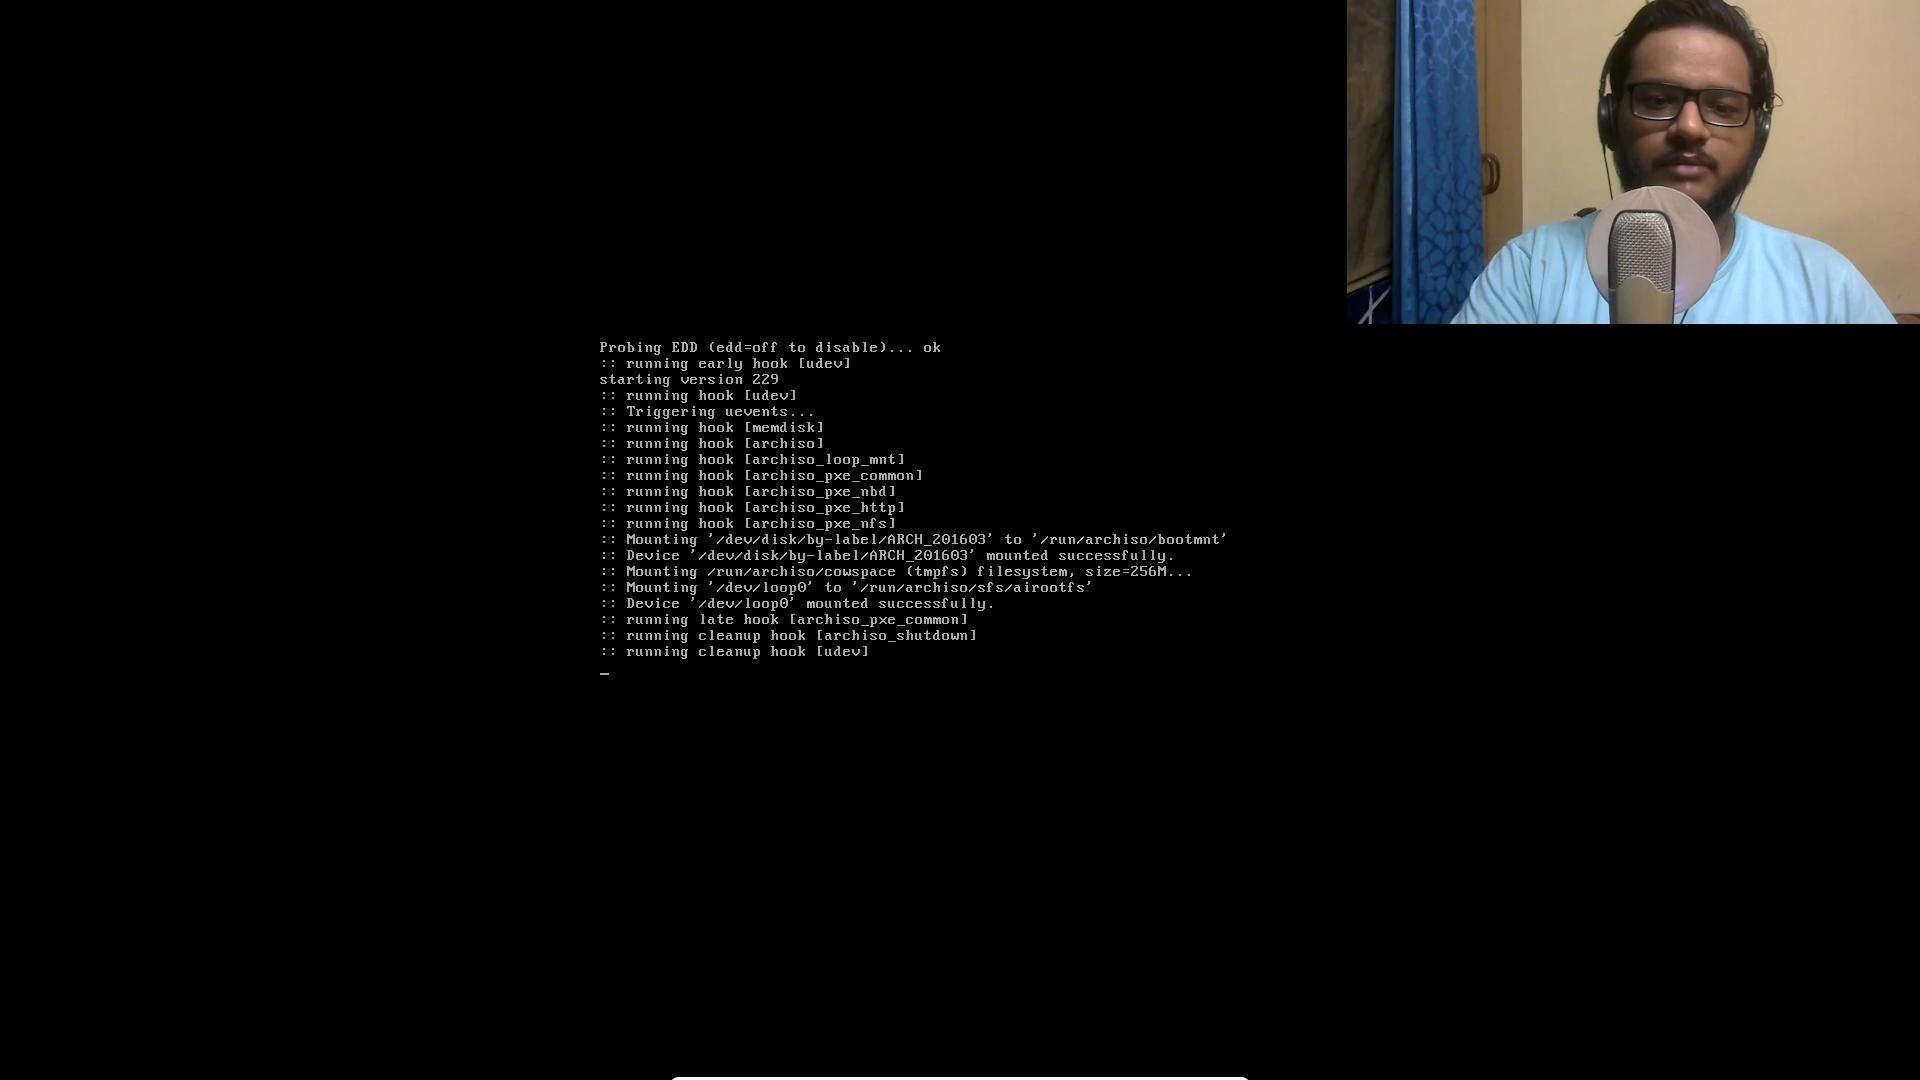 Probing EDD (edd=off to disable)... ok
:: running early hook [udev]
starting version 229
:: running hook [udev]
:: Triggering uevents...
:: running hook [memdisk]
:: running hook [archiso]
:: running hook [archiso_loop_mnt]
:: running hook [archiso_pxe_common]
:: running hook [archiso_pxe_nbd]
:: running hook [archiso_pxe_http]
:: running hook [archiso_pxe_nfs]
:: Mounting '/dev/disk/by-label/ARCH_201603' to '/run/archiso/bootmnt'
:: Device '/dev/disk/by-label/ARCH_201603' mounted successfully.
:: Mounting /run/archiso/cowspace (tmpfs) filesystem, size=256M...
:: Mounting '/dev/loop0' to '/run/archiso/sfs/airootfs'
:: Device '/dev/loop0' mounted successfully.
:: running late hook [archiso_pxe_common]
:: running cleanup hook [archiso_shutdown]
:: running cleanup hook [udev]